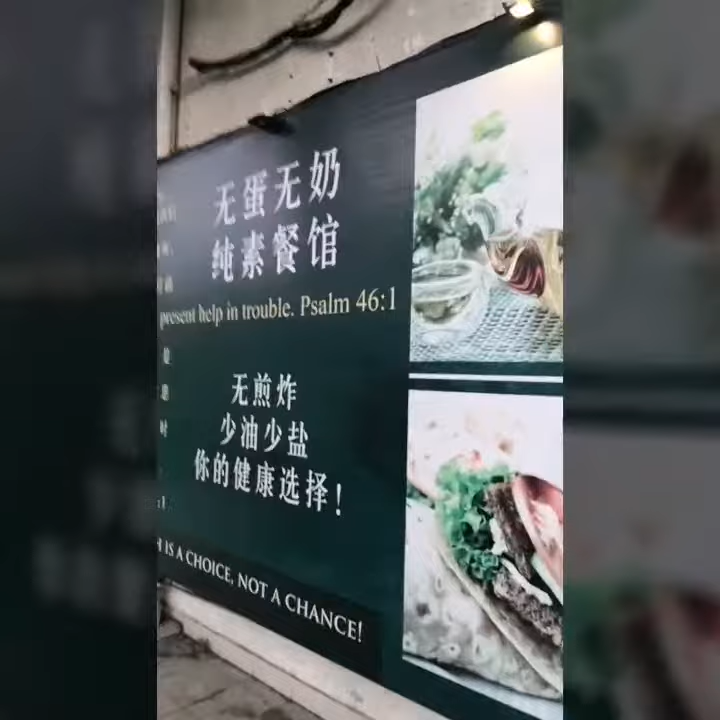 无蛋无奶
纯素餐馆
present help in trouble. Psalm 46:1
无煎炸
少油少盐
你的健康选择！
H IS A CHOICE, NOT A CHANCE!